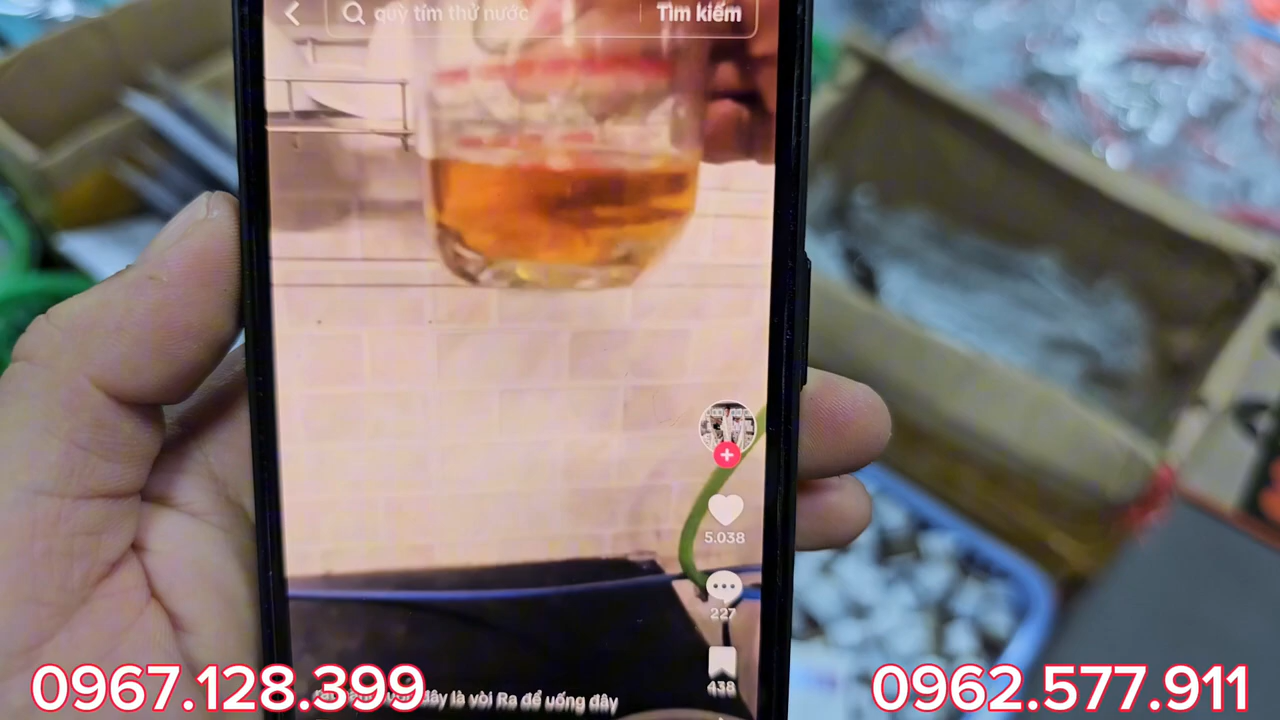 quỳ tím thử nước
Tìm kiếm
5.038
227
438
đây là vòi Ra để uống đây
0967.128.399
0962.577.911